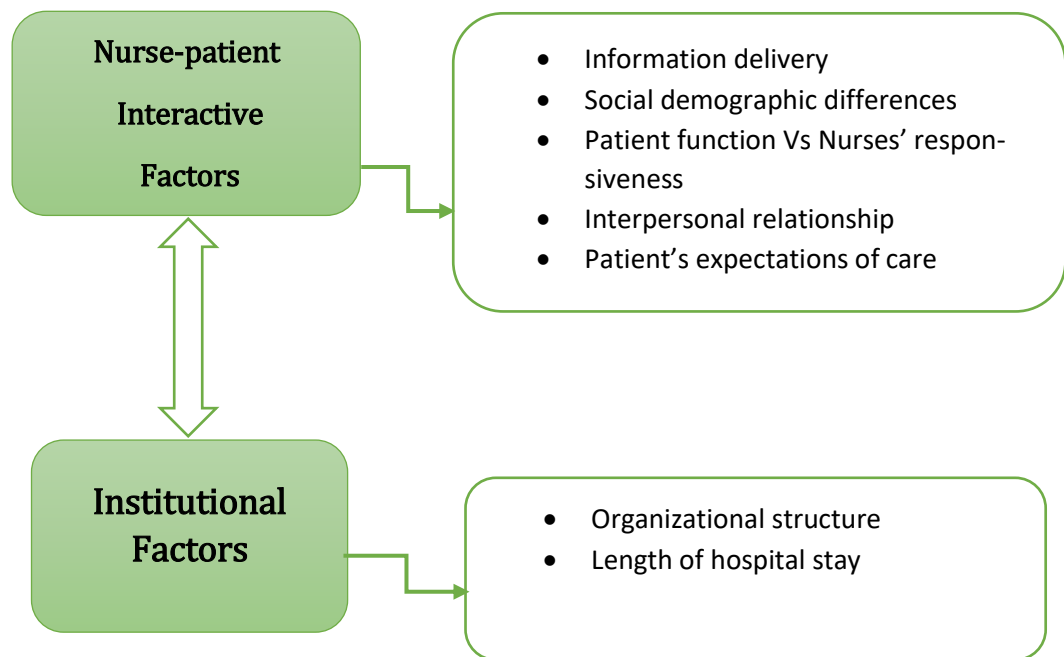 Nurse-patient
Interactive
Factors
• Information delivery
• Social demographic differences
• Patient function Vs Nurses’ respon-
siveness
• Interpersonal relationship
• Patient’s expectations of care
Institutional
Factors
• Organizational structure
• Length of hospital stay